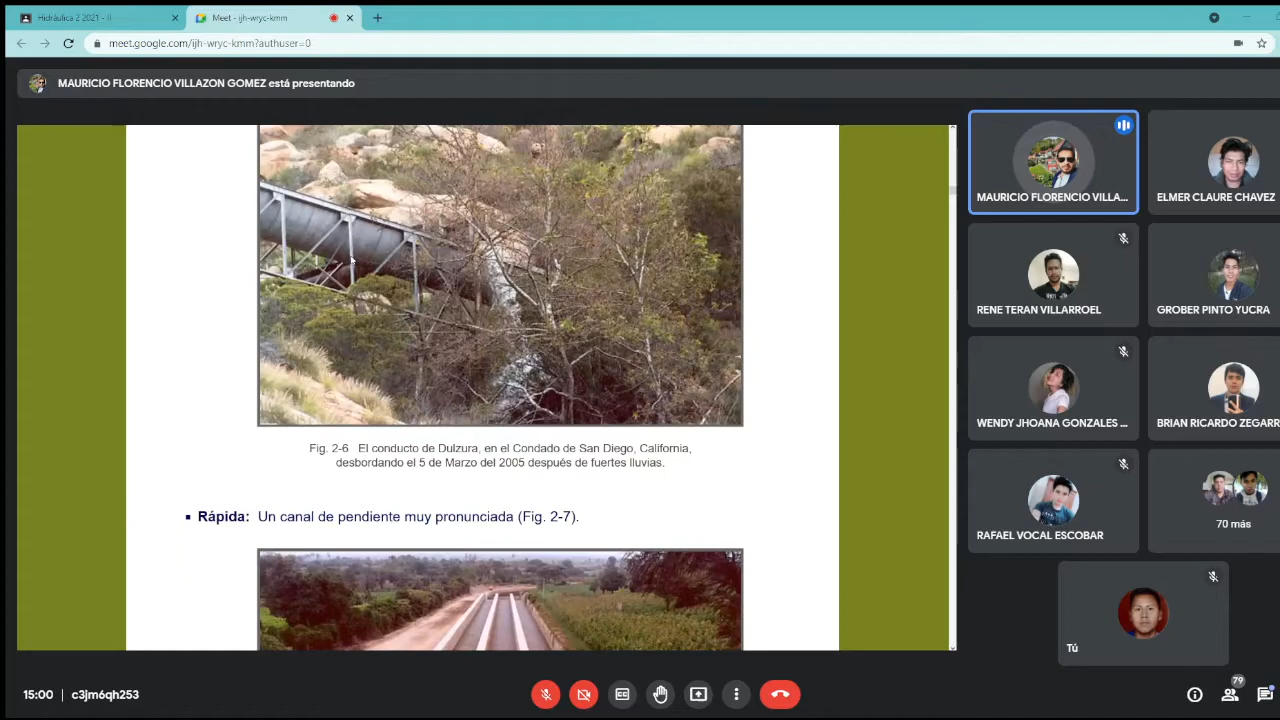 Hidráulica 2 2021 - II
Meet - ijh-wryc-kmm
meet.google.com/ijh-wryc-kmm?authuser=0
MAURICIO FLORENCIO VILLAZON GOMEZ está presentando
Fig. 2-6 El conducto de Dulzura, en el Condado de San Diego, California,
desbordando el 5 de Marzo del 2005 después de fuertes lluvias.
▪ Rápida: Un canal de pendiente muy pronunciada (Fig. 2-7).
MAURICIO FLORENCIO VILLA...
ELMER CLAURE CHAVEZ
RENE TERAN VILLARROEL
GROBER PINTO YUCRA
WENDY JHOANA GONZALES ...
BRIAN RICARDO ZEGARR
RAFAEL VOCAL ESCOBAR
70 más
Tú
15:00 | c3jm6qh253
79